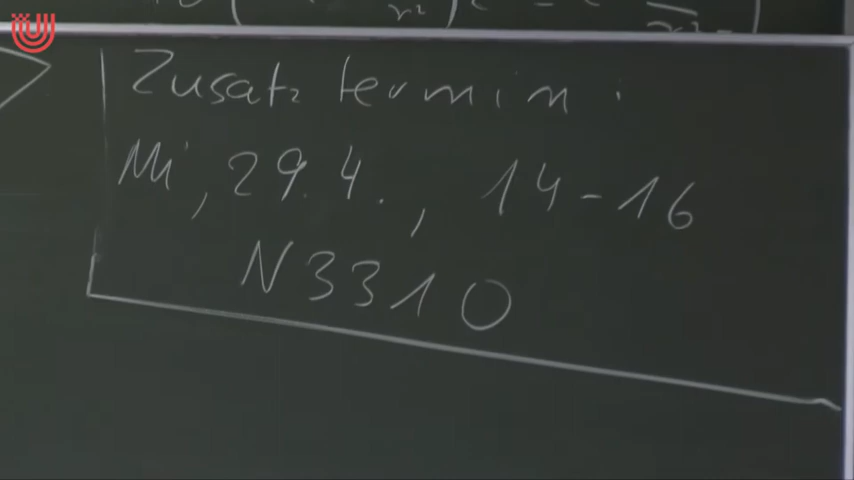 Zusatztermin:
Mi, 29.4., 14-16
N3310